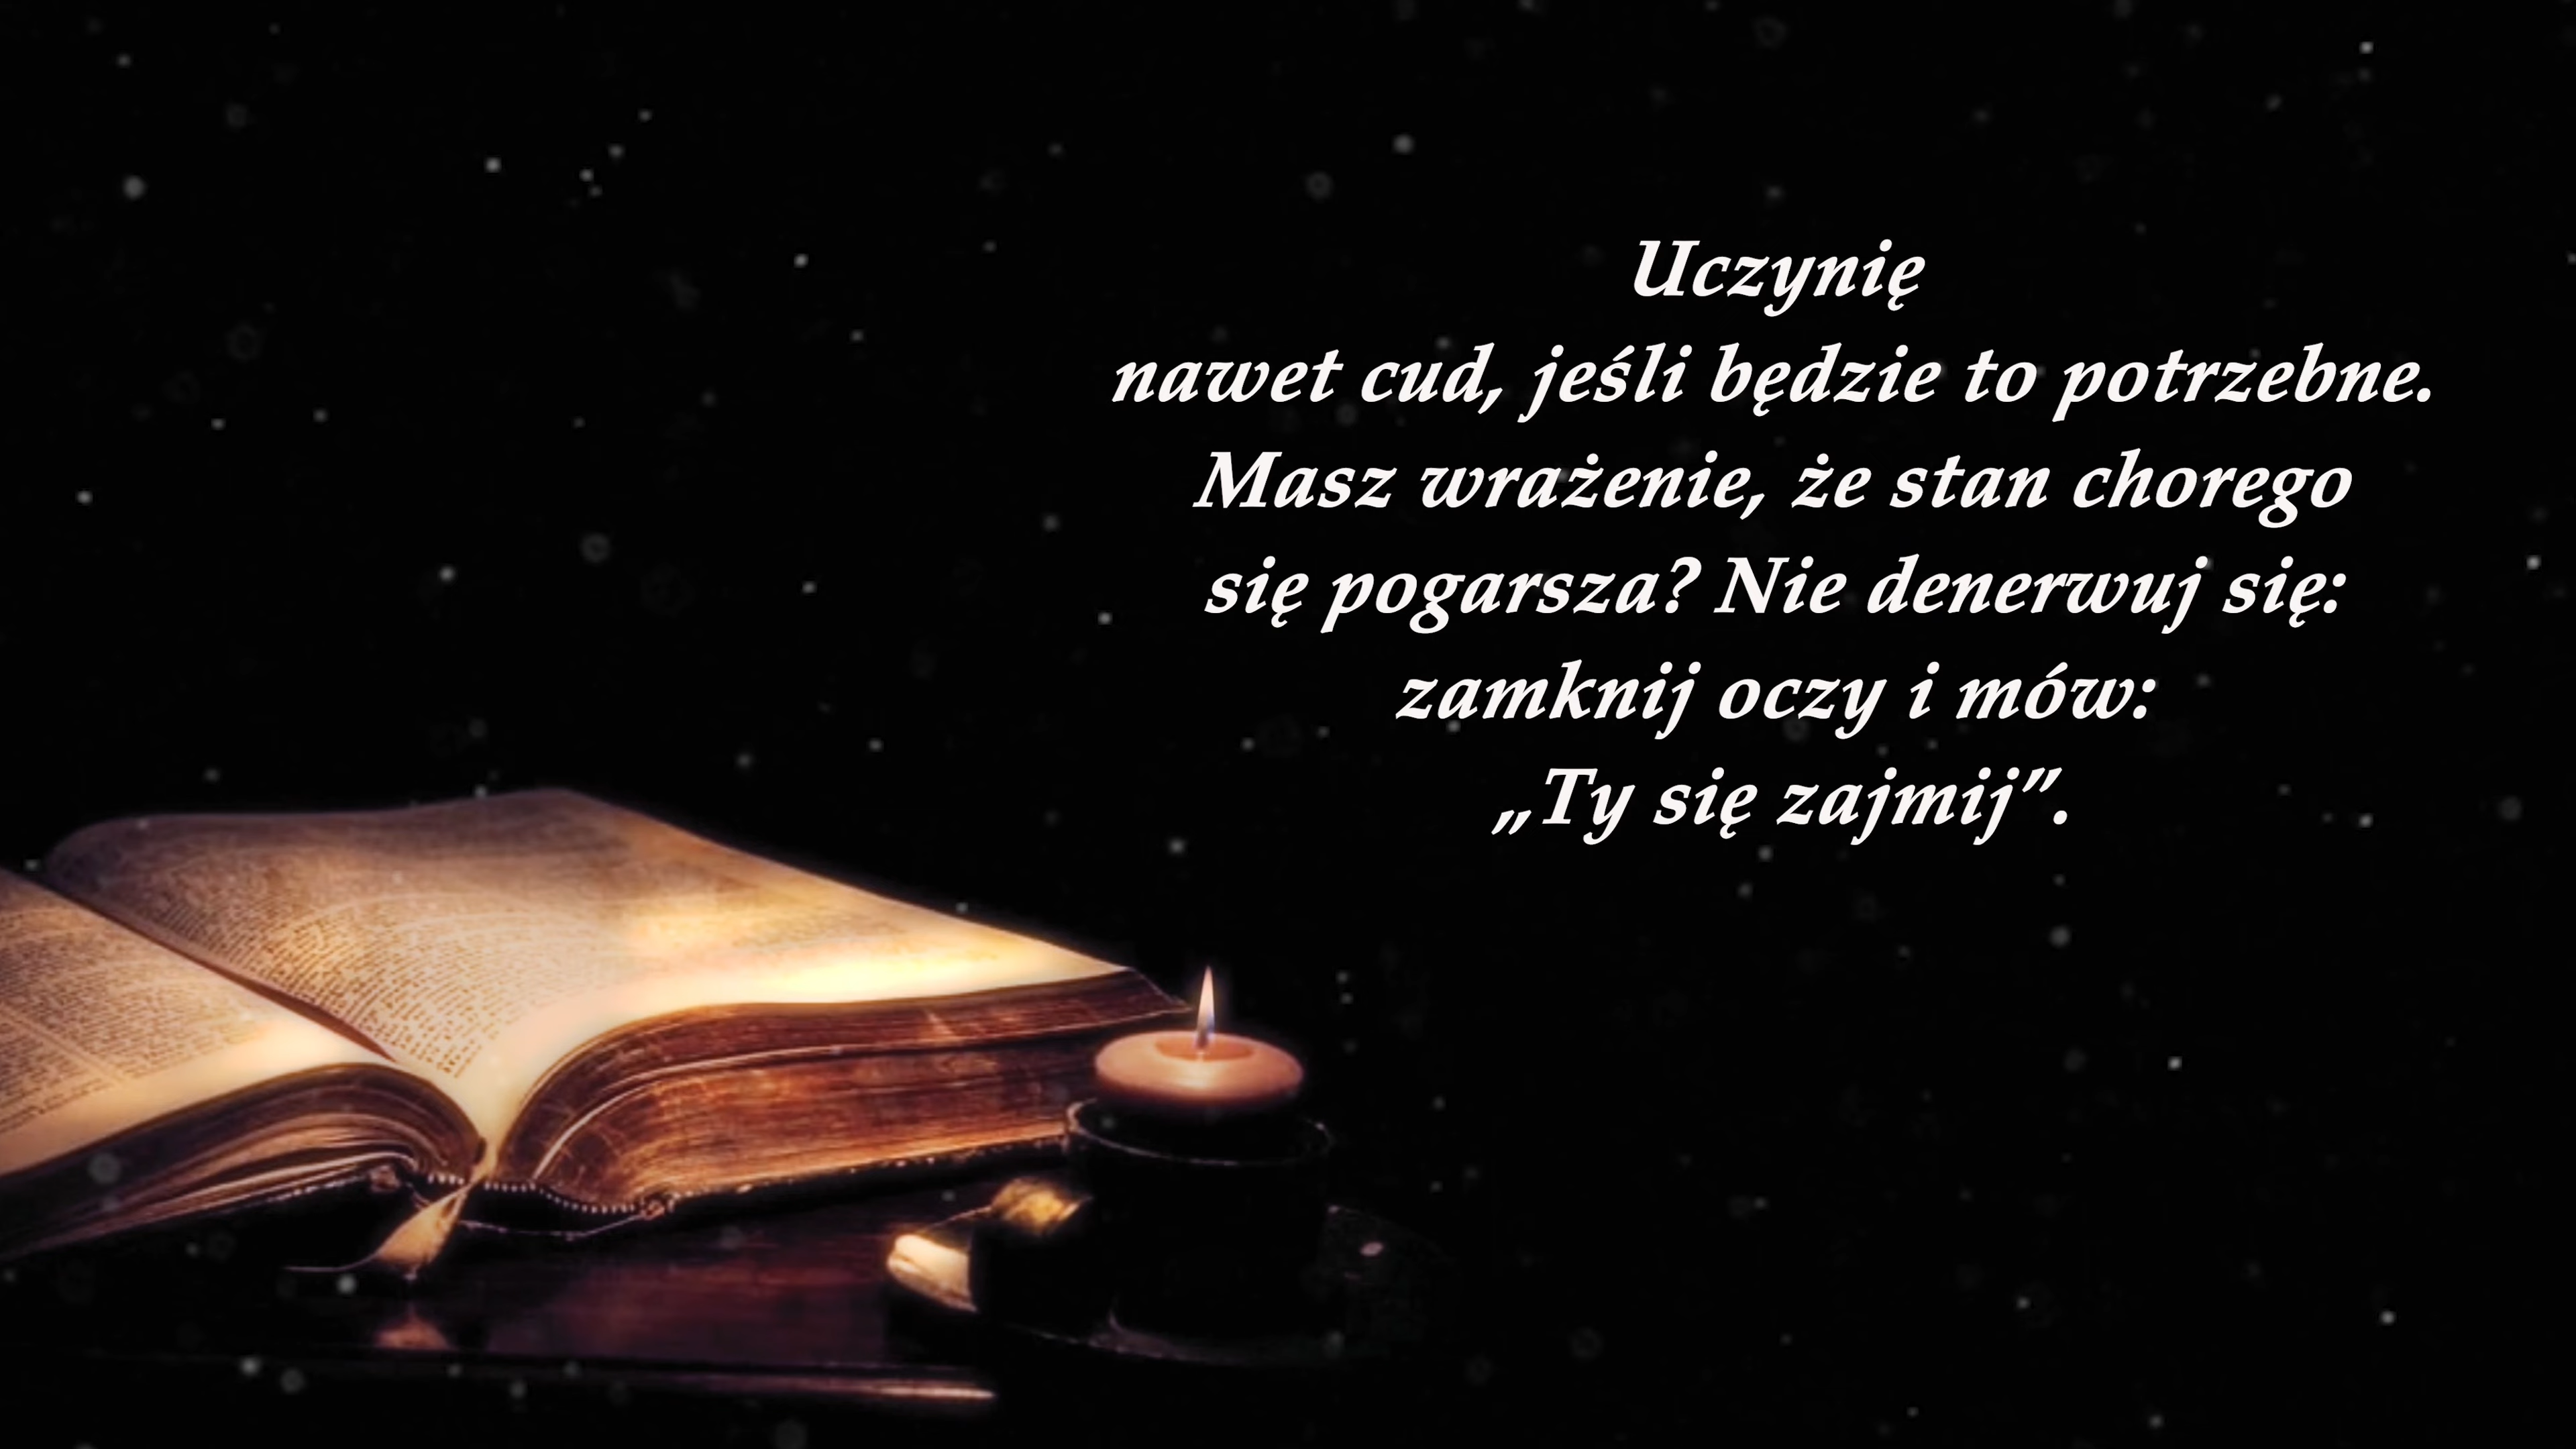 Uczynię
nawet cud, jeśli będzie to potrzebne.
Masz wrażenie, że stan chorego
się pogarsza? Nie denerwuj się:
zamknij oczy i mów:
„Ty się zajmij”.